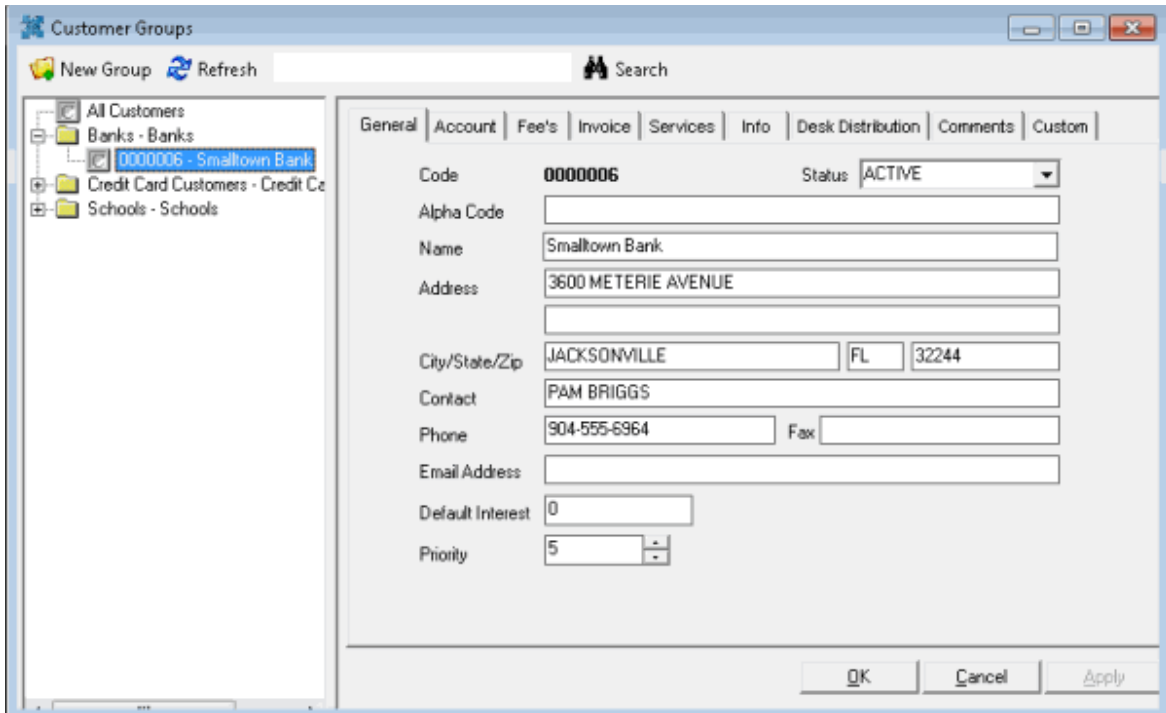 Customer Groups
New Group Refresh Search
All Customers
Banks - Banks
0000006 - Smalltown Bank
Credit Card Customers - Credit Ca
Schools - Schools
General Account Fee's Invoice Services Info Desk Distribution Comments Custom
Code 0000006 Status ACTIVE
Alpha Code
Name Smalltown Bank
Address 3600 METERIE AVENUE
City/State/Zip JACKSONVILLE FL 32244
Contact PAM BRIGGS
Phone 904-555-6964 Fax
Email Address
Default Interest 0
Priority 5
OK Cancel Apply